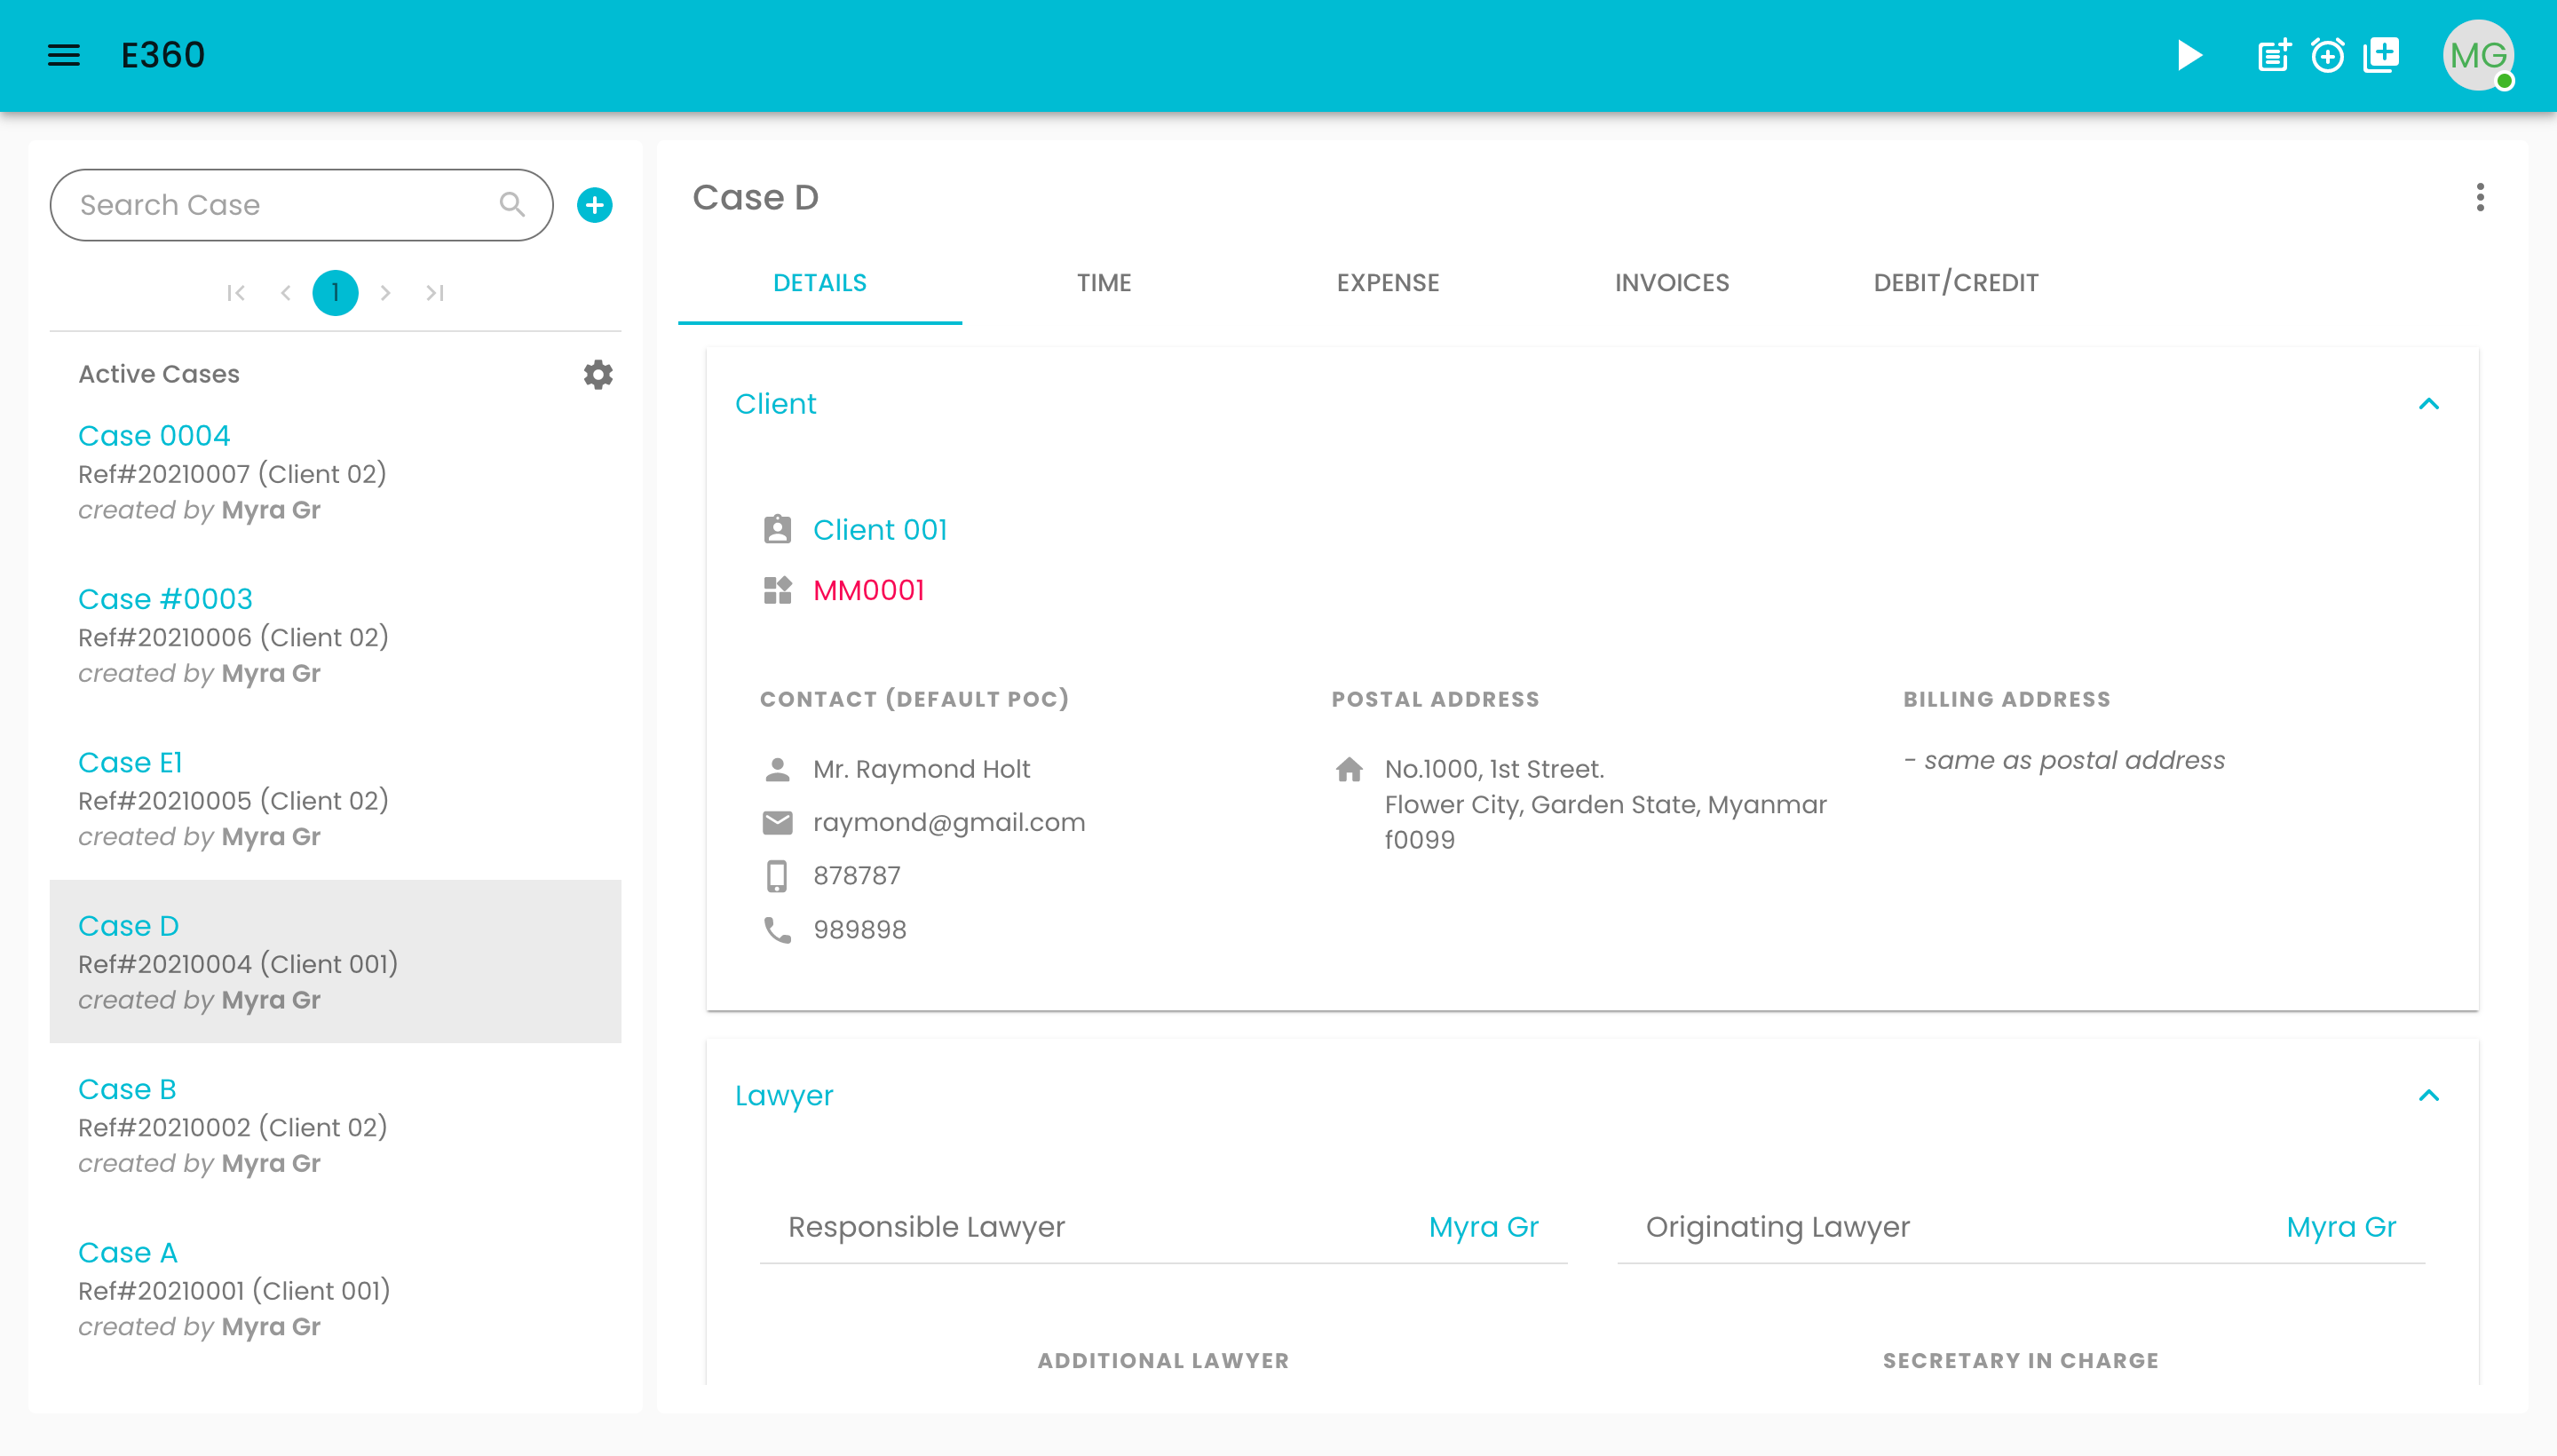 E360
MG
Search Case
1
Active Cases
Case 0004
Ref#20210007 (Client 02)
created by Myra Gr
Case #0003
Ref#20210006 (Client 02)
created by Myra Gr
Case E1
Ref#20210005 (Client 02)
created by Myra Gr
Case D
Ref#20210004 (Client 001)
created by Myra Gr
Case B
Ref#20210002 (Client 02)
created by Myra Gr
Case A
Ref#20210001 (Client 001)
created by Myra Gr
Case D
DETAILS TIME EXPENSE INVOICES DEBIT/CREDIT
Client
Client 001
MM0001
CONTACT (DEFAULT POC)
Mr. Raymond Holt
raymond@gmail.com
878787
989898
POSTAL ADDRESS
No.1000, 1st Street.
Flower City, Garden State, Myanmar
f0099
BILLING ADDRESS
- same as postal address
Lawyer
Responsible Lawyer Myra Gr
Originating Lawyer Myra Gr
ADDITIONAL LAWYER
SECRETARY IN CHARGE